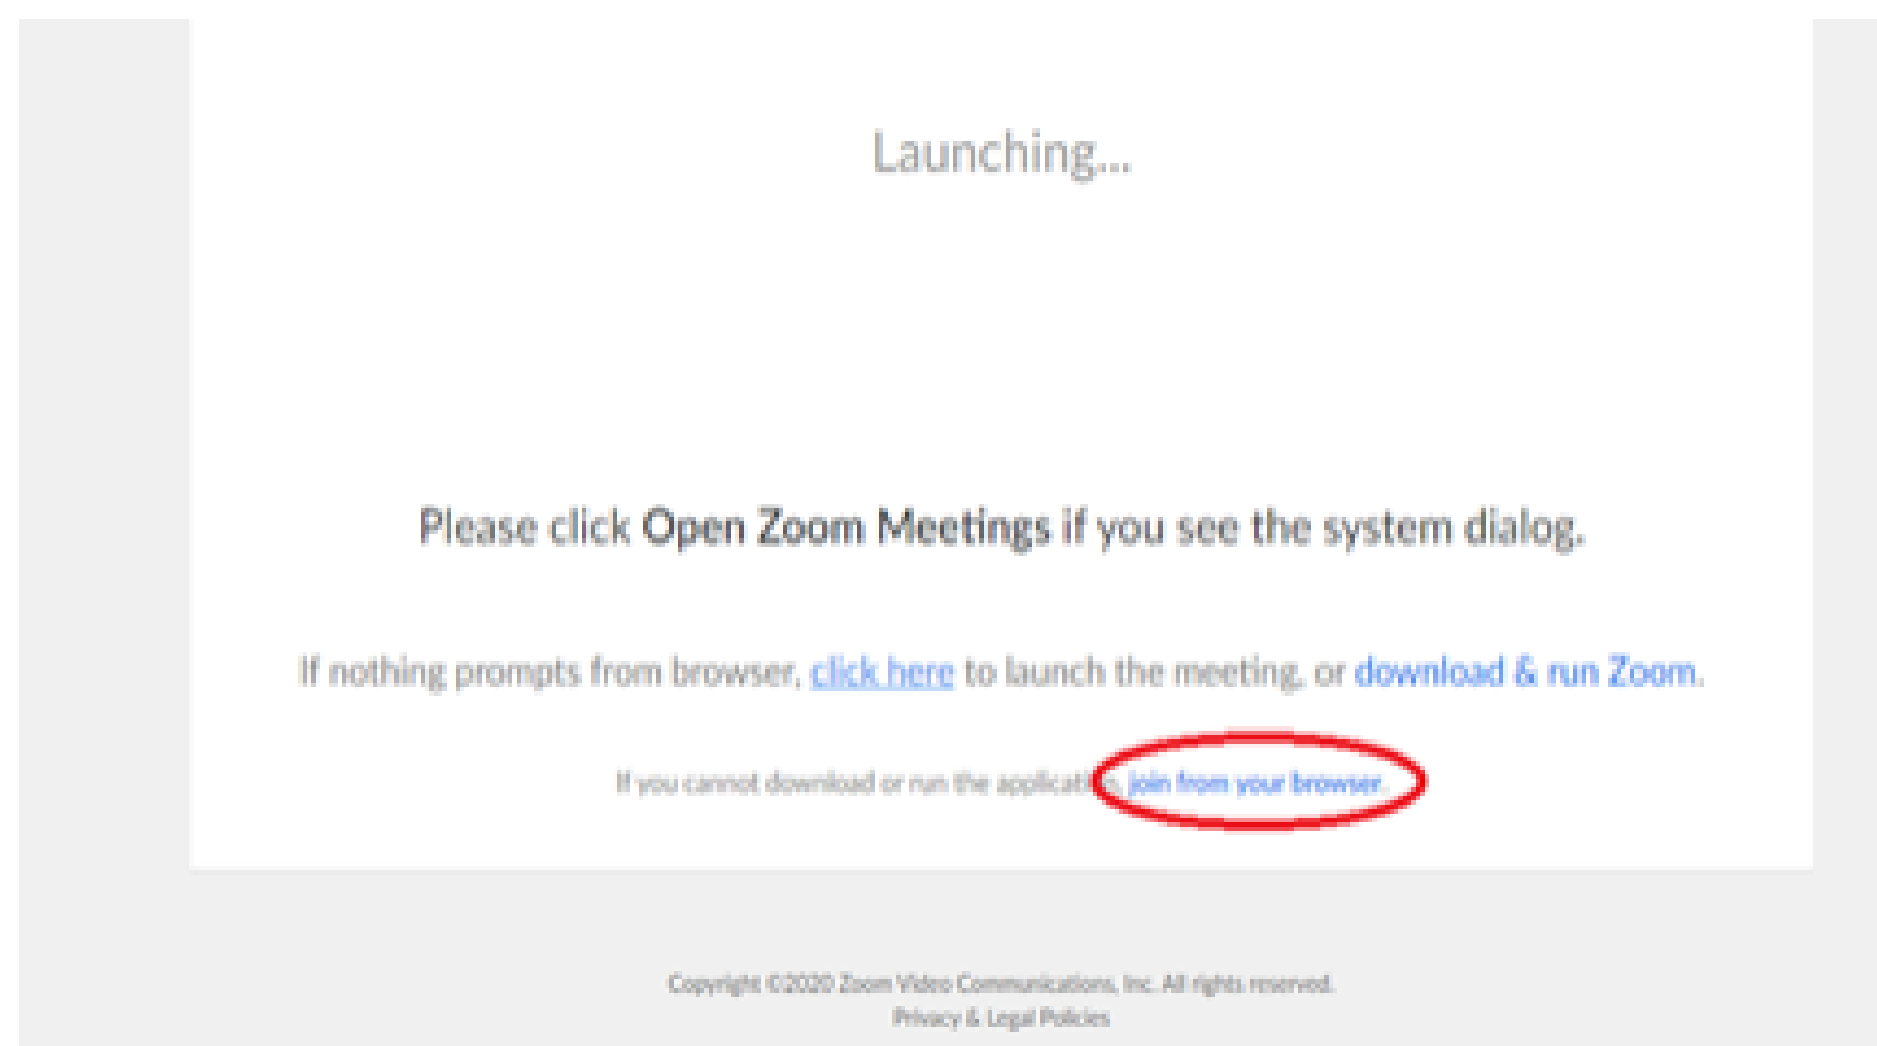 Launching...
Please click Open Zoom Meetings if you see the system dialog.
If nothing prompts from browser, click here to launch the meeting, or download & run Zoom.
If you cannot download or run the application, join from your browser.
Copyright ©2020 Zoom Video Communications, Inc. All rights reserved.
Privacy & Legal Policies